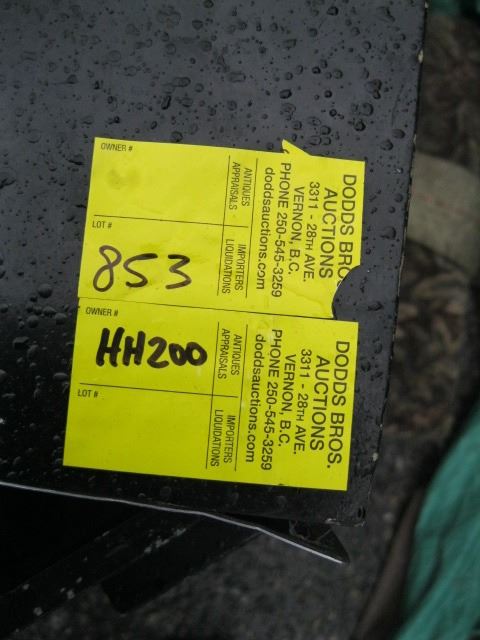 OWNER #
LOT #
853
ANTIQUES
APPRAISALS
IMPORTERS
LIQUIDATIONS
DODDS BRO
AUCTIONS
3311 - 28TH AVE.
VERNON, B.C.
PHONE 250-545-3259
doddsauctions.com
OWNER #
HH200
LOT #
ANTIQUES
APPRAISALS
IMPORTERS
LIQUIDATIONS
DODDS BROS.
AUCTIONS
3311 - 28TH AVE.
VERNON, B.C.
PHONE 250-545-3259
doddsauctions.com